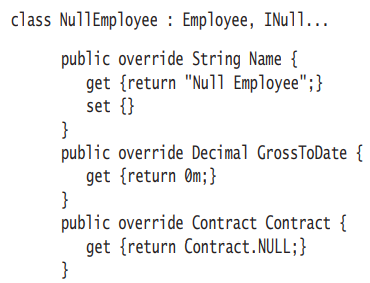 class NullEmployee : Employee, INull...
public override String Name {
get {return "Null Employee";}
set {}
}
public override Decimal GrossToDate {
get {return 0m;}
}
public override Contract Contract {
get {return Contract.NULL;}
}